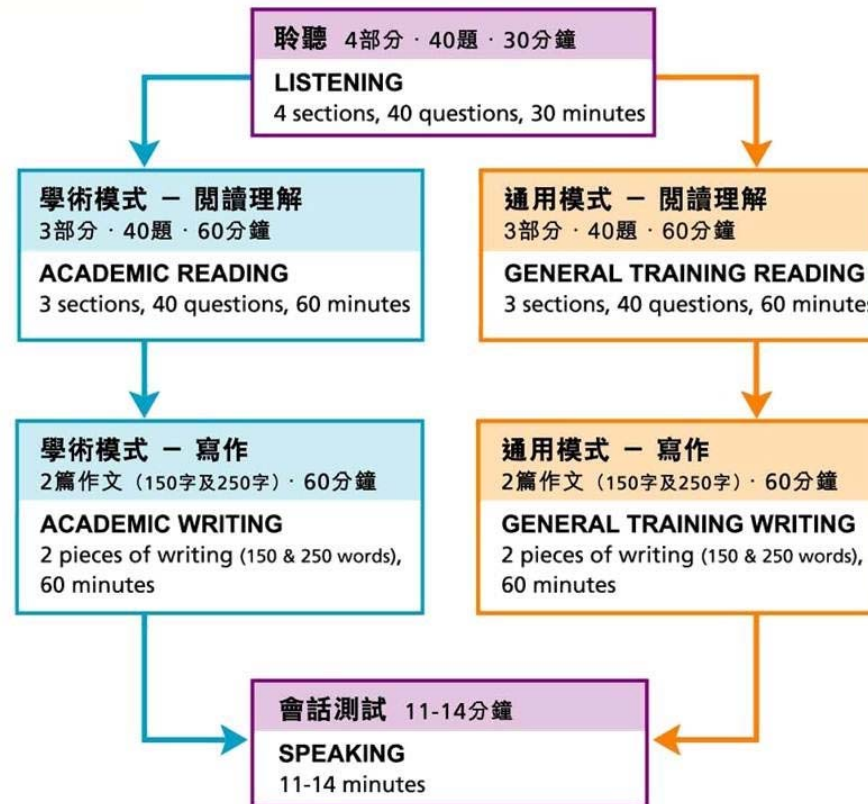 聆聽 4部分·40題·30分鐘
LISTENING
4 sections, 40 questions, 30 minutes
學術模式 － 閱讀理解
3部分·40題·60分鐘
ACADEMIC READING
3 sections, 40 questions, 60 minutes
通用模式 － 閱讀理解
3部分·40題·60分鐘
GENERAL TRAINING READING
3 sections, 40 questions, 60 minutes
學術模式 － 寫作
2篇作文（150字及250字）·60分鐘
ACADEMIC WRITING
2 pieces of writing (150 & 250 words),
60 minutes
通用模式 － 寫作
2篇作文（150字及250字）·60分鐘
GENERAL TRAINING WRITING
2 pieces of writing (150 & 250 words),
60 minutes
會話測試 11-14分鐘
SPEAKING
11-14 minutes